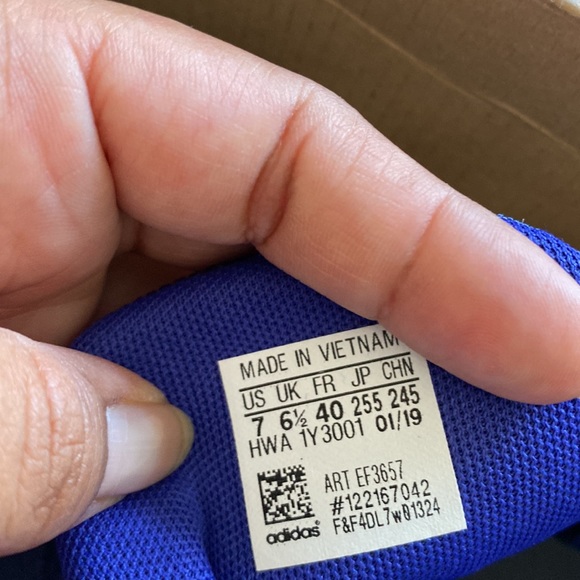 MADE IN VIETNAM
US UK FR JP CHN
7 6½ 40 255 245
HWA 1Y3001 01/19
ART EF3657
#122167042
F&F4DL7w01324
adidas